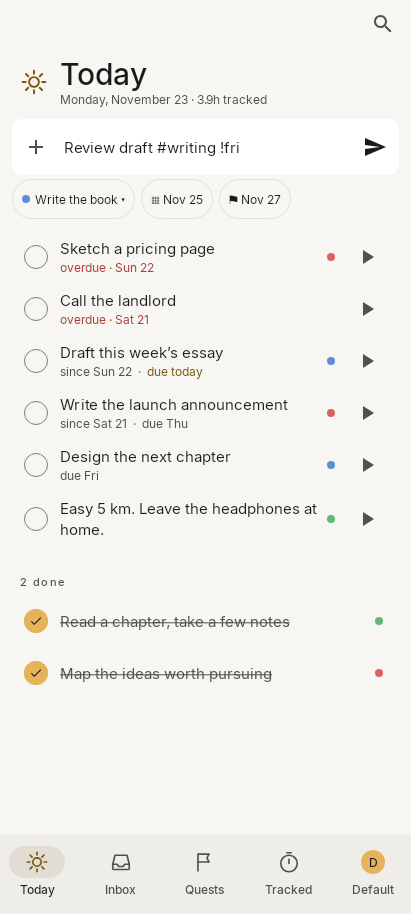 Today
Monday, November 23 · 3.9h tracked
Review draft #writing !fri
Write the book ▾ Nov 25 Nov 27
Sketch a pricing page
overdue · Sun 22
Call the landlord
overdue · Sat 21
Draft this week’s essay
since Sun 22 · due today
Write the launch announcement
since Sat 21 · due Thu
Design the next chapter
due Fri
Easy 5 km. Leave the headphones at
home.
2 done
Read a chapter, take a few notes
Map the ideas worth pursuing
D
Today Inbox Quests Tracked Default